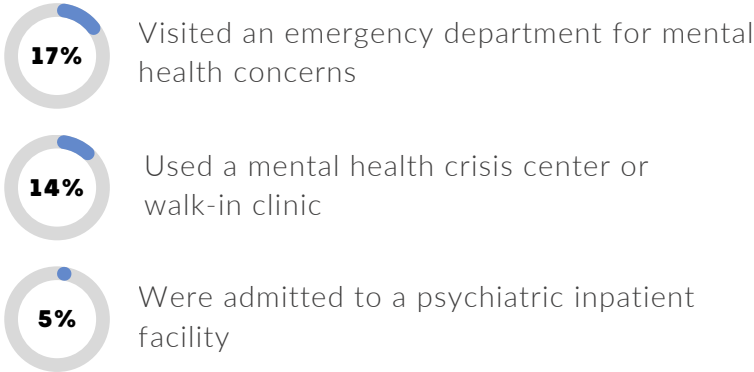 17%
Visited an emergency department for mental
health concerns
14%
Used a mental health crisis center or
walk-in clinic
5%
Were admitted to a psychiatric inpatient
facility